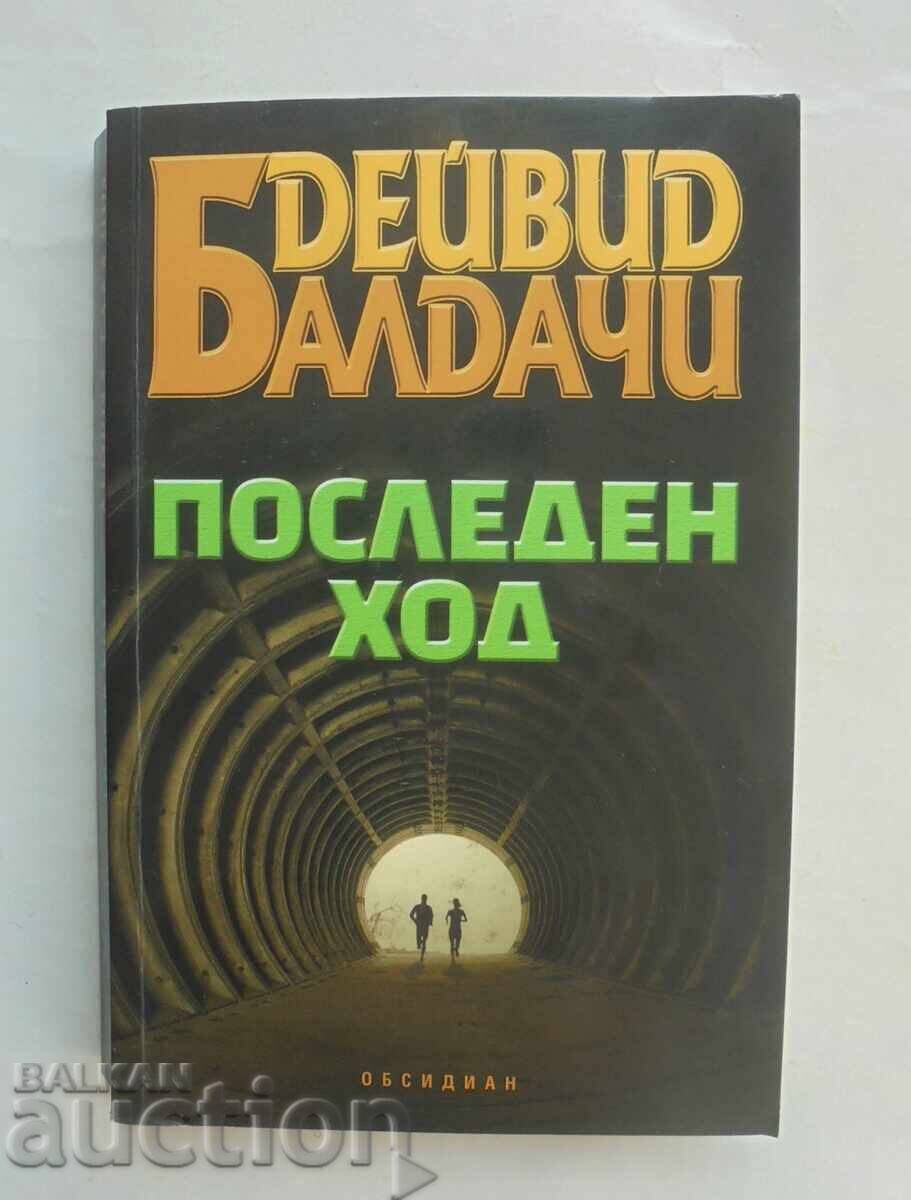 ДЕЙВИД
БАЛДАЧИ
ПОСЛЕДЕН
ХОД
ОБСИДИАН
BALKAN
auction